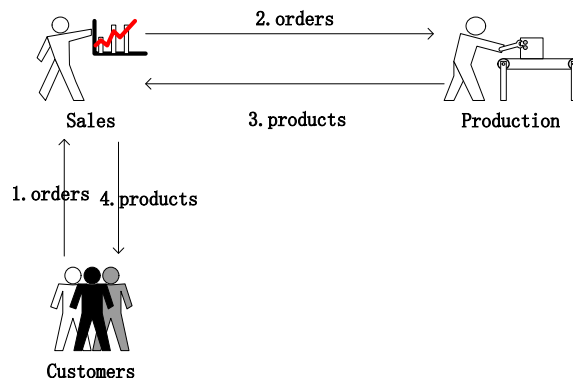 2.orders
Sales
3.products
Production
1.orders
4.products
Customers